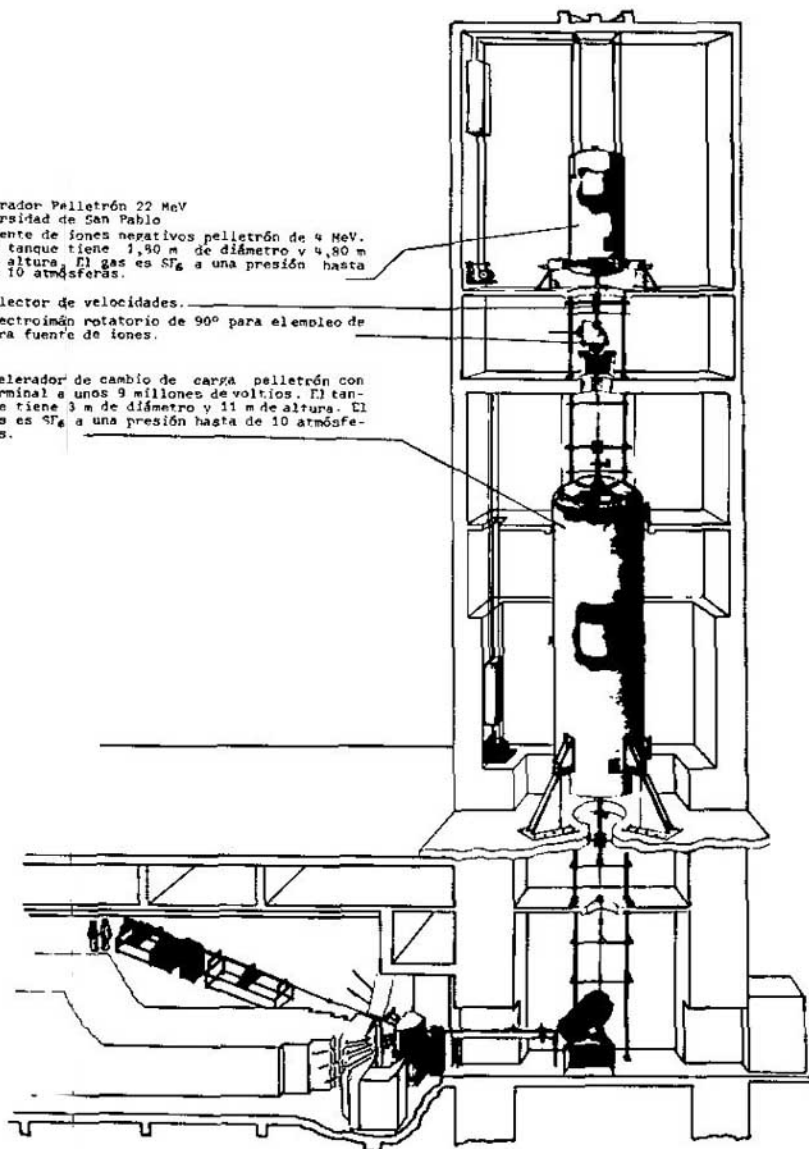 rador Pelletrón 22 MeV
rsidad de San Pablo
ente de iones negativos pelletrón de 4 MeV.
tanque tiene 1,50 m de diámetro y 4,80 m
altura. El gas es SF6 a una presión hasta
10 atmósferas.
lector de velocidades.
ectroimán rotatorio de 90º para el empleo de
ra fuente de iones.
elerador de cambio de carga pelletrón con
rminal a unos 9 millones de voltios. El tan-
e tiene 3 m de diámetro y 11 m de altura. El
s es SF6 a una presión hasta de 10 atmósfe-
s.